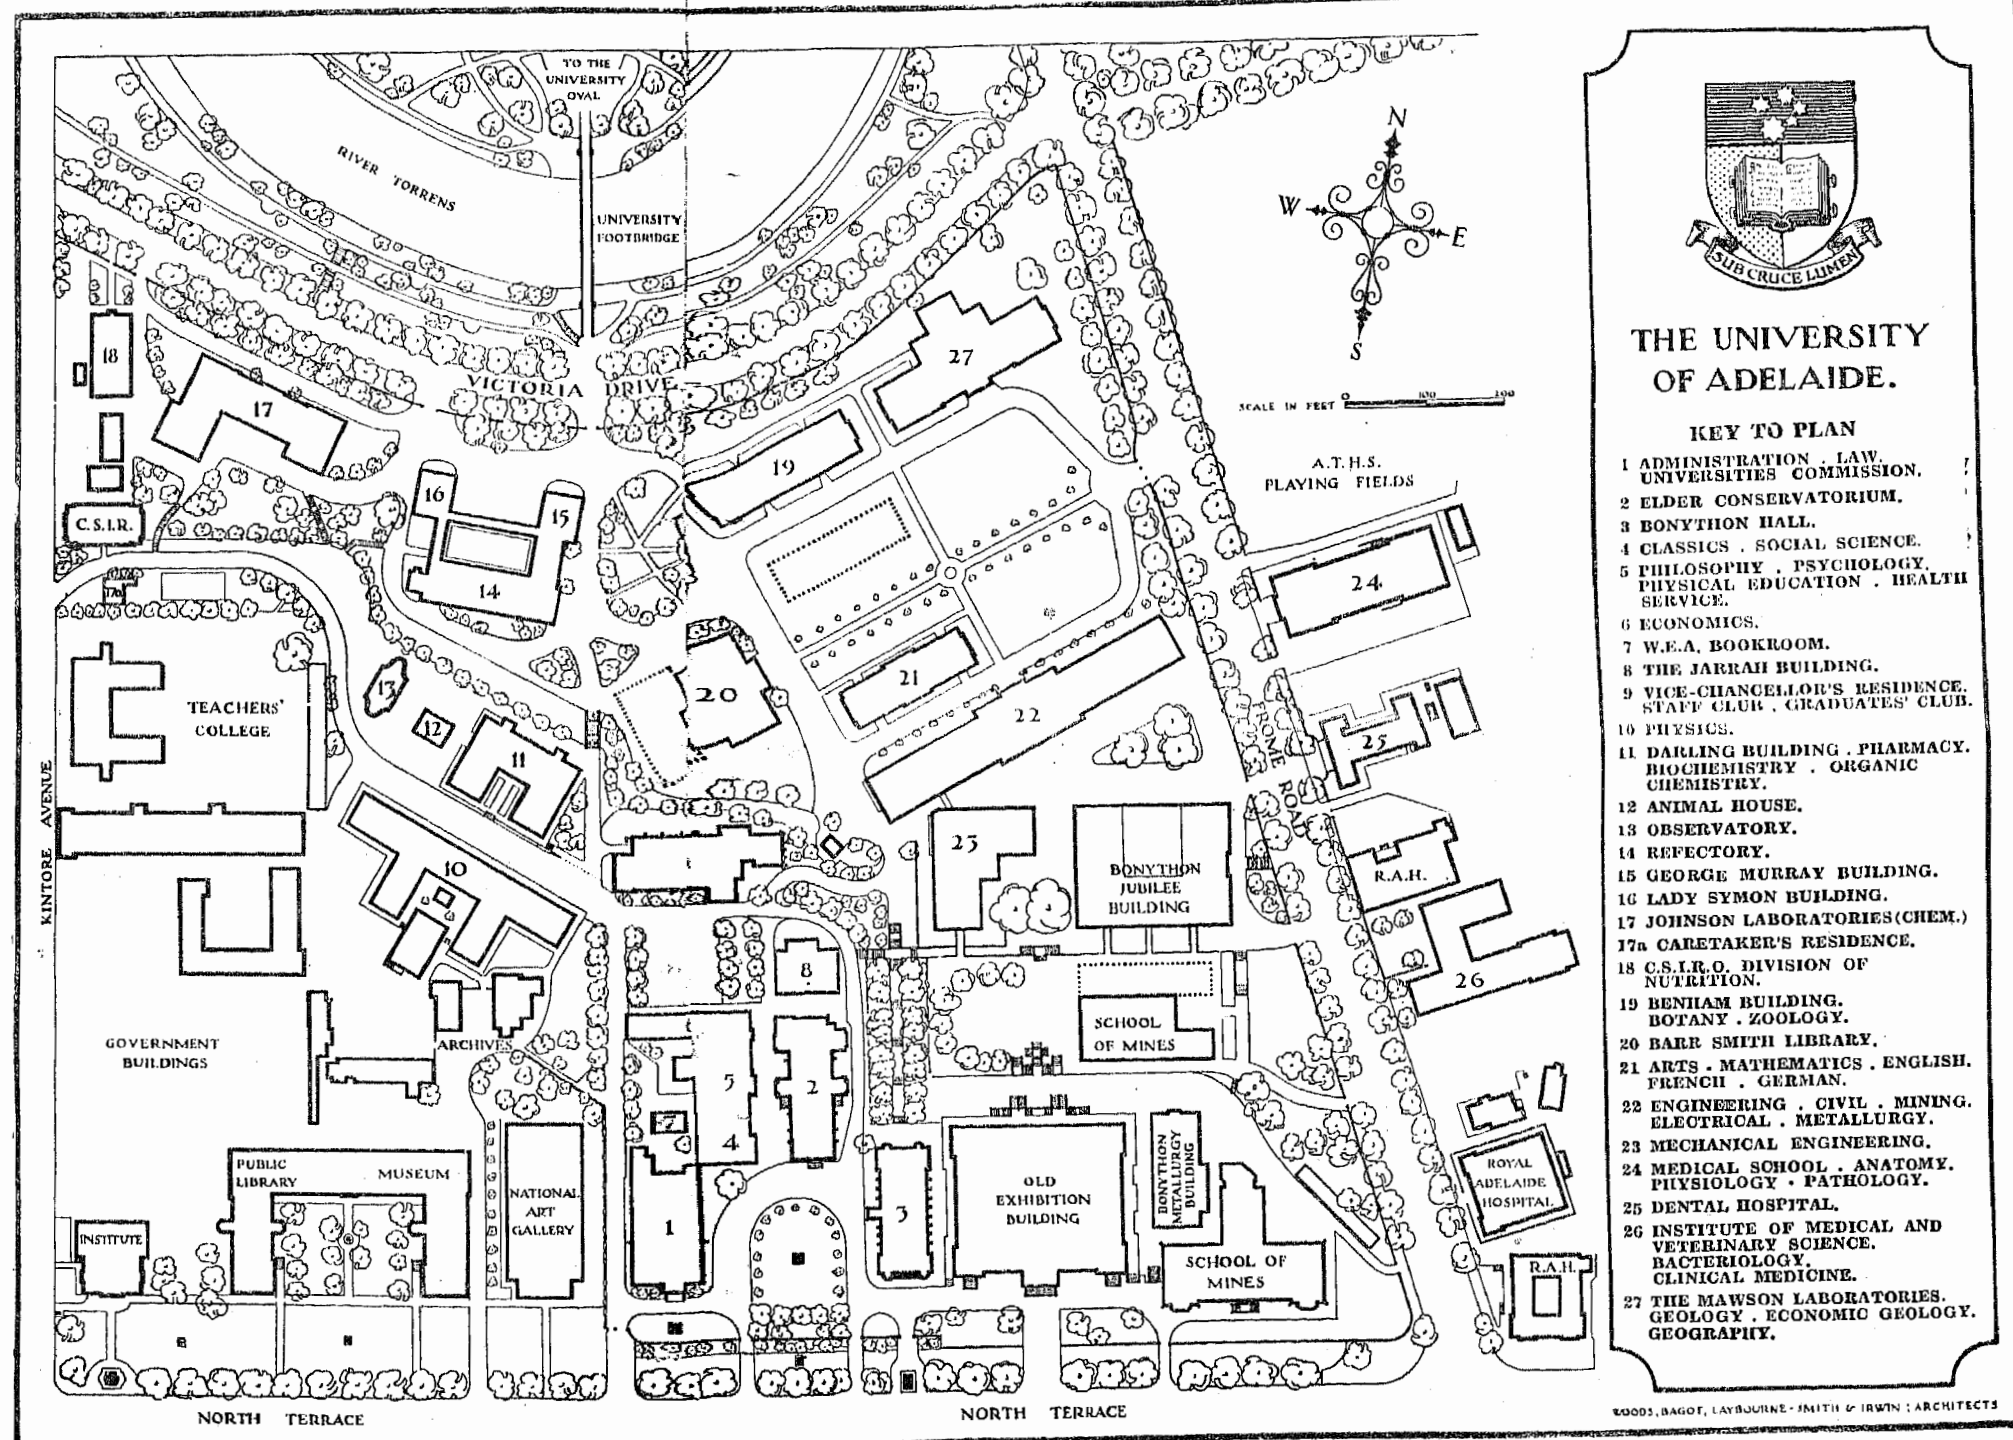 TO THE
UNIVERSITY
OVAL
RIVER TORRENS
UNIVERSITY
FOOTBRIDGE
VICTORIA DRIVE
N
W
E
S
SCALE IN FEET 0 100 200
A.T.H.S.
PLAYING FIELDS
18
17
C.S.I.R.
17a
16
15
14
19
27
24
20
21
22
25
FROME ROAD
13
12
11
TEACHERS'
COLLEGE
KINTORE AVENUE
10
1
23
BONYTHON
JUBILEE
BUILDING
R.A.H.
26
8
SCHOOL
OF MINES
GOVERNMENT
BUILDINGS
ARCHIVES
5
2
7
4
PUBLIC
LIBRARY
MUSEUM
INSTITUTE
NATIONAL
ART
GALLERY
1
3
OLD
EXHIBITION
BUILDING
BONYTHON
METALLURGY
BUILDING
SCHOOL OF
MINES
ROYAL
ADELAIDE
HOSPITAL
R.A.H.
NORTH TERRACE
NORTH TERRACE
SUB CRUCE LUMEN
THE UNIVERSITY
OF ADELAIDE.
KEY TO PLAN
1 ADMINISTRATION . LAW.
UNIVERSITIES COMMISSION.
2 ELDER CONSERVATORIUM.
3 BONYTHON HALL.
4 CLASSICS . SOCIAL SCIENCE.
5 PHILOSOPHY . PSYCHOLOGY.
PHYSICAL EDUCATION . HEALTH
SERVICE.
6 ECONOMICS.
7 W.E.A. BOOKROOM.
8 THE JARRAH BUILDING.
9 VICE-CHANCELLOR'S RESIDENCE.
STAFF CLUB . GRADUATES' CLUB.
10 PHYSICS.
11 DARLING BUILDING . PHARMACY.
BIOCHEMISTRY . ORGANIC
CHEMISTRY.
12 ANIMAL HOUSE.
13 OBSERVATORY.
14 REFECTORY.
15 GEORGE MURRAY BUILDING.
16 LADY SYMON BUILDING.
17 JOHNSON LABORATORIES (CHEM.)
17a CARETAKER'S RESIDENCE.
18 C.S.I.R.O. DIVISION OF
NUTRITION.
19 BENHAM BUILDING.
BOTANY . ZOOLOGY.
20 BARR SMITH LIBRARY.
21 ARTS . MATHEMATICS . ENGLISH.
FRENCH . GERMAN.
22 ENGINEERING . CIVIL . MINING.
ELECTRICAL . METALLURGY.
23 MECHANICAL ENGINEERING.
24 MEDICAL SCHOOL . ANATOMY.
PHYSIOLOGY . PATHOLOGY.
25 DENTAL HOSPITAL.
26 INSTITUTE OF MEDICAL AND
VETERINARY SCIENCE.
BACTERIOLOGY.
CLINICAL MEDICINE.
27 THE MAWSON LABORATORIES.
GEOLOGY . ECONOMIC GEOLOGY.
GEOGRAPHY.
WOODS, BAGOT, LAYBOURNE-SMITH & IRWIN : ARCHITECTS